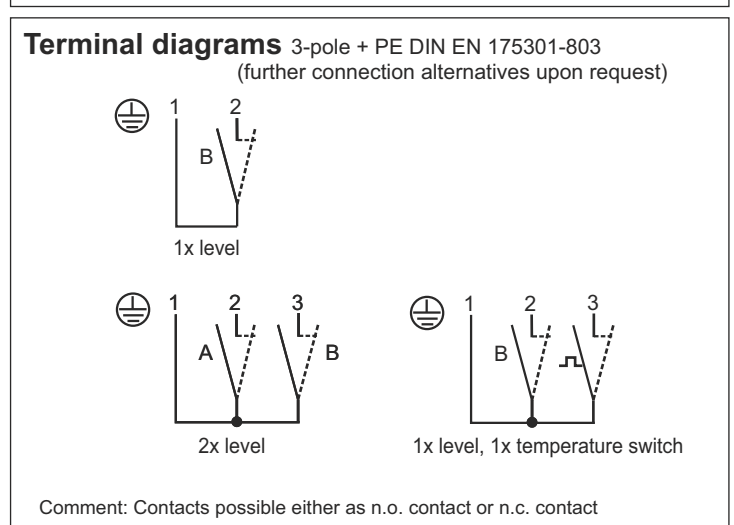 Terminal diagrams 3-pole + PE DIN EN 175301-803
(further connection alternatives upon request)
1 2
B
1x level
1 2 3
A B
2x level
1 2 3
B
1x level, 1x temperature switch
Comment: Contacts possible either as n.o. contact or n.c. contact